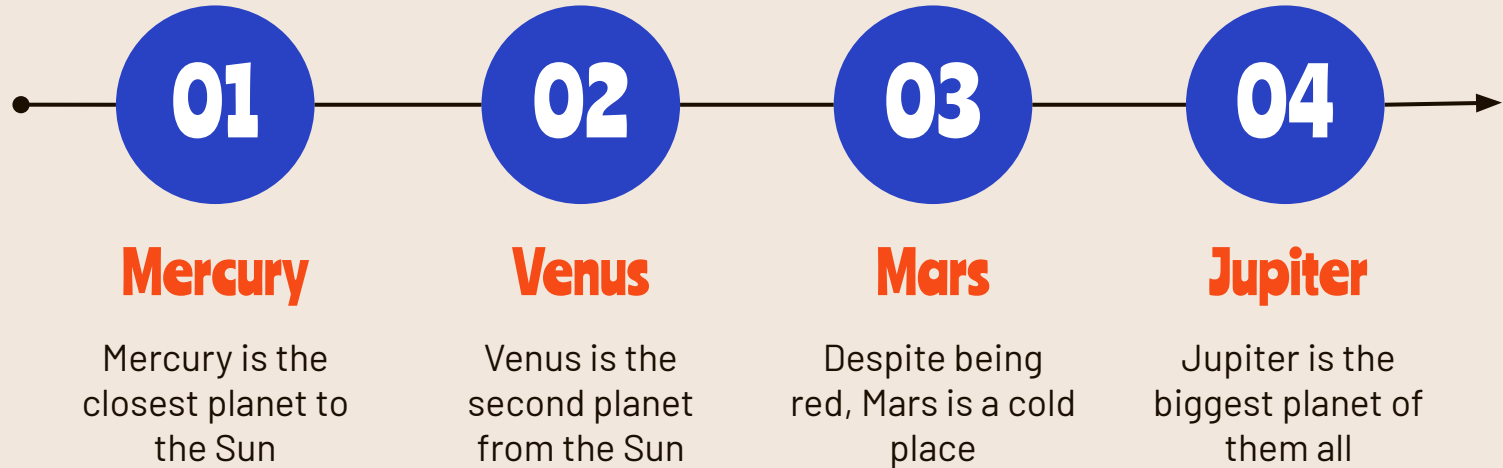 01
02
03
04
Mercury
Mercury is the
closest planet to
the Sun
Venus
Venus is the
second planet
from the Sun
Mars
Despite being
red, Mars is a cold
place
Jupiter
Jupiter is the
biggest planet of
them all